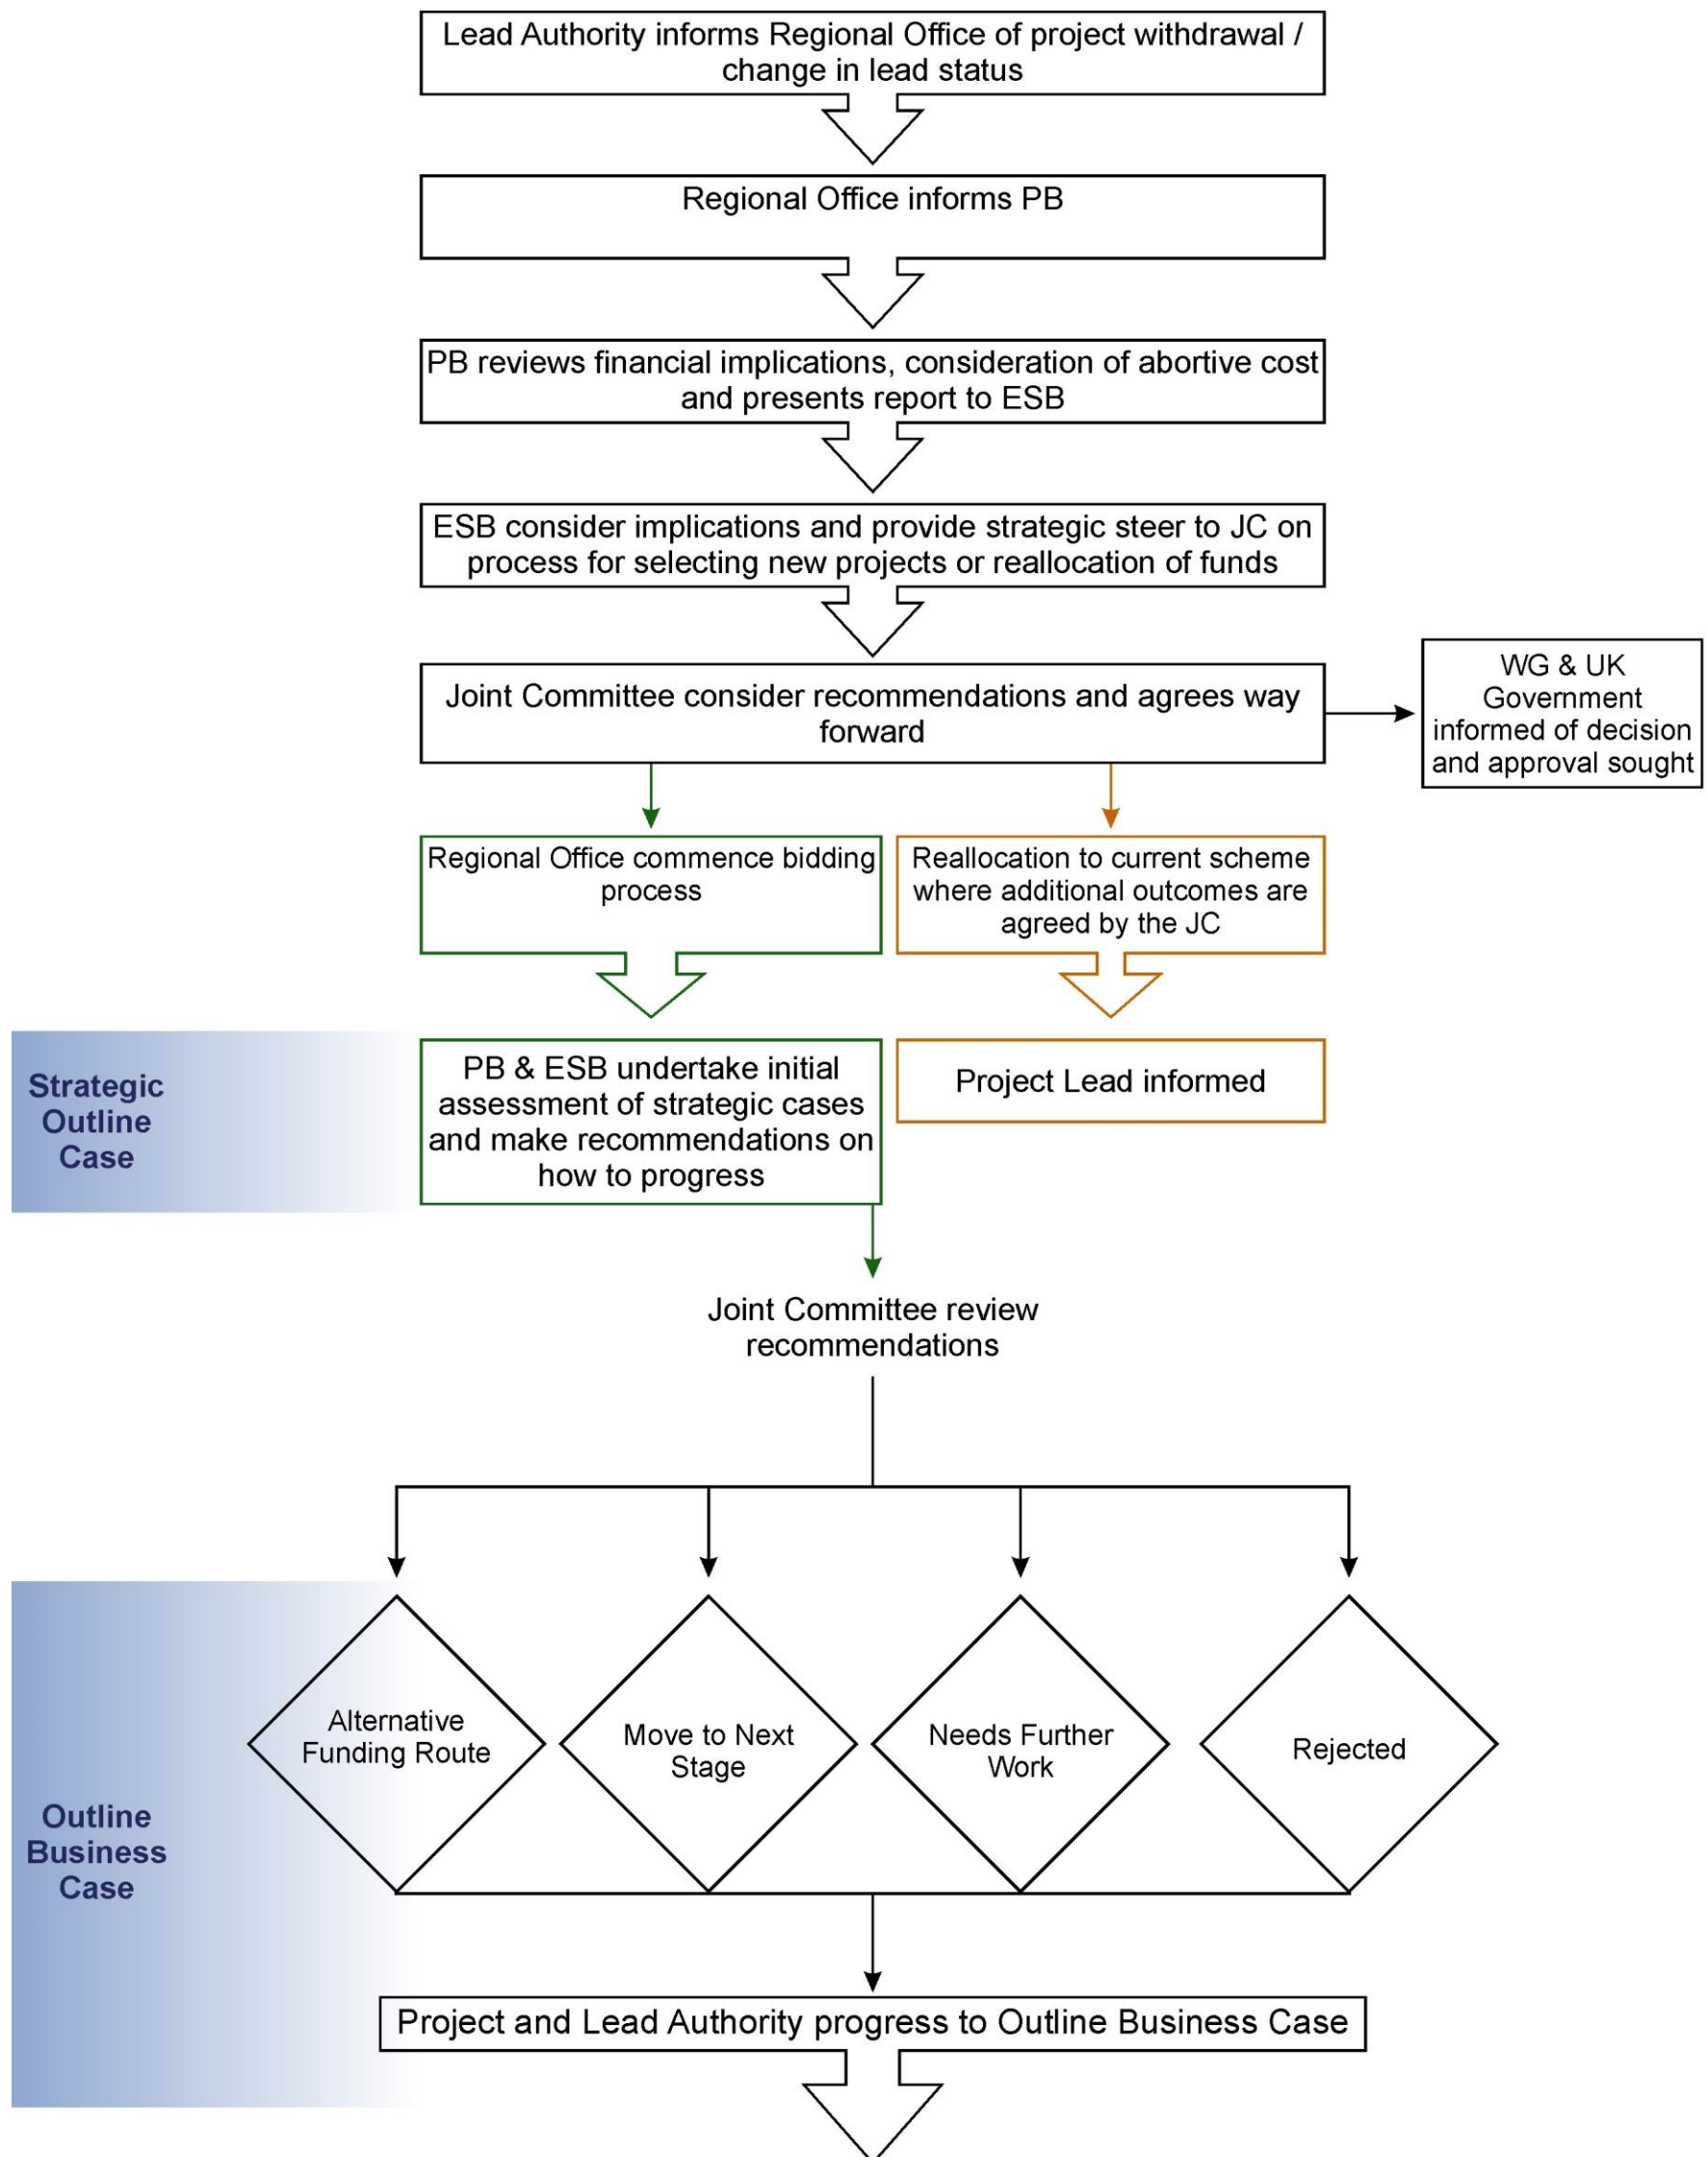 Lead Authority informs Regional Office of project withdrawal /
change in lead status
Regional Office informs PB
PB reviews financial implications, consideration of abortive cost
and presents report to ESB
ESB consider implications and provide strategic steer to JC on
process for selecting new projects or reallocation of funds
Joint Committee consider recommendations and agrees way
forward
WG & UK
Government
informed of decision
and approval sought
Regional Office commence bidding
process
Reallocation to current scheme
where additional outcomes are
agreed by the JC
Strategic
Outline
Case
PB & ESB undertake initial
assessment of strategic cases
and make recommendations on
how to progress
Project Lead informed
Joint Committee review
recommendations
Alternative
Funding Route
Move to Next
Stage
Needs Further
Work
Rejected
Outline
Business
Case
Project and Lead Authority progress to Outline Business Case